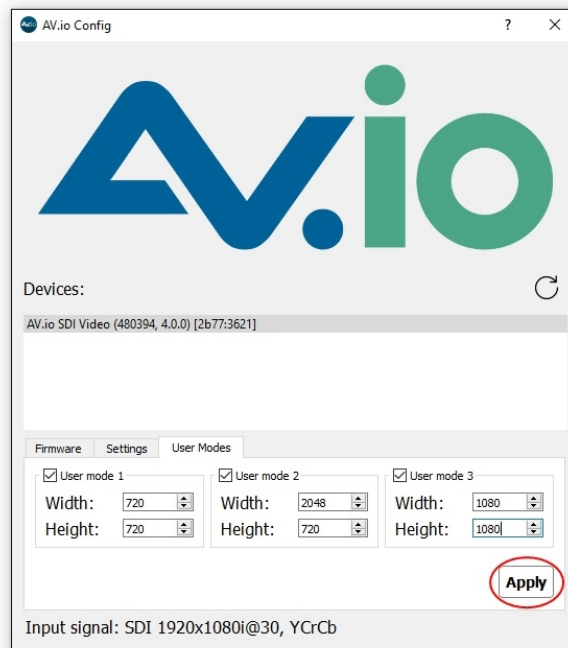 AV.io Config ? ×
AV.io
Devices:
AV.io SDI Video (480394, 4.0.0) [2b77:3621]
Firmware Settings User Modes
User mode 1 User mode 2 User mode 3
Width: 720 Width: 2048 Width: 1080
Height: 720 Height: 720 Height: 1080
Apply
Input signal: SDI 1920x1080i@30, YCrCb